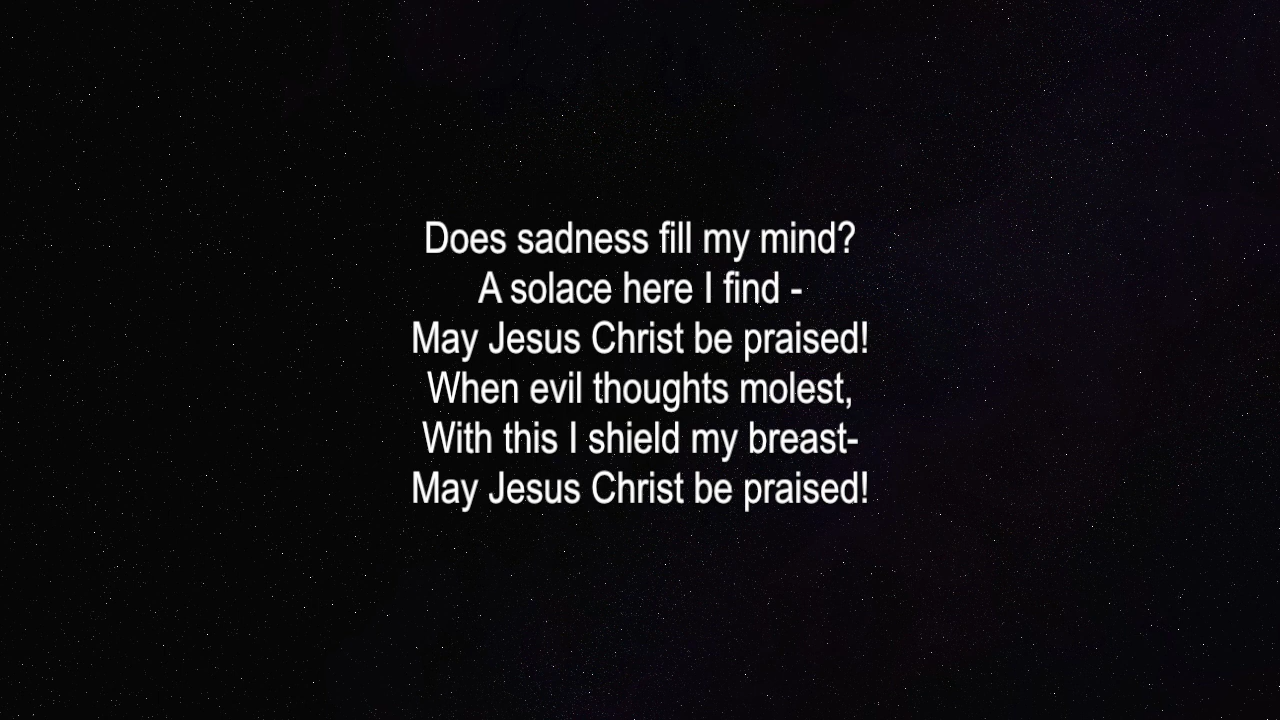 Does sadness fill my mind?
A solace here I find -
May Jesus Christ be praised!
When evil thoughts molest,
With this I shield my breast-
May Jesus Christ be praised!